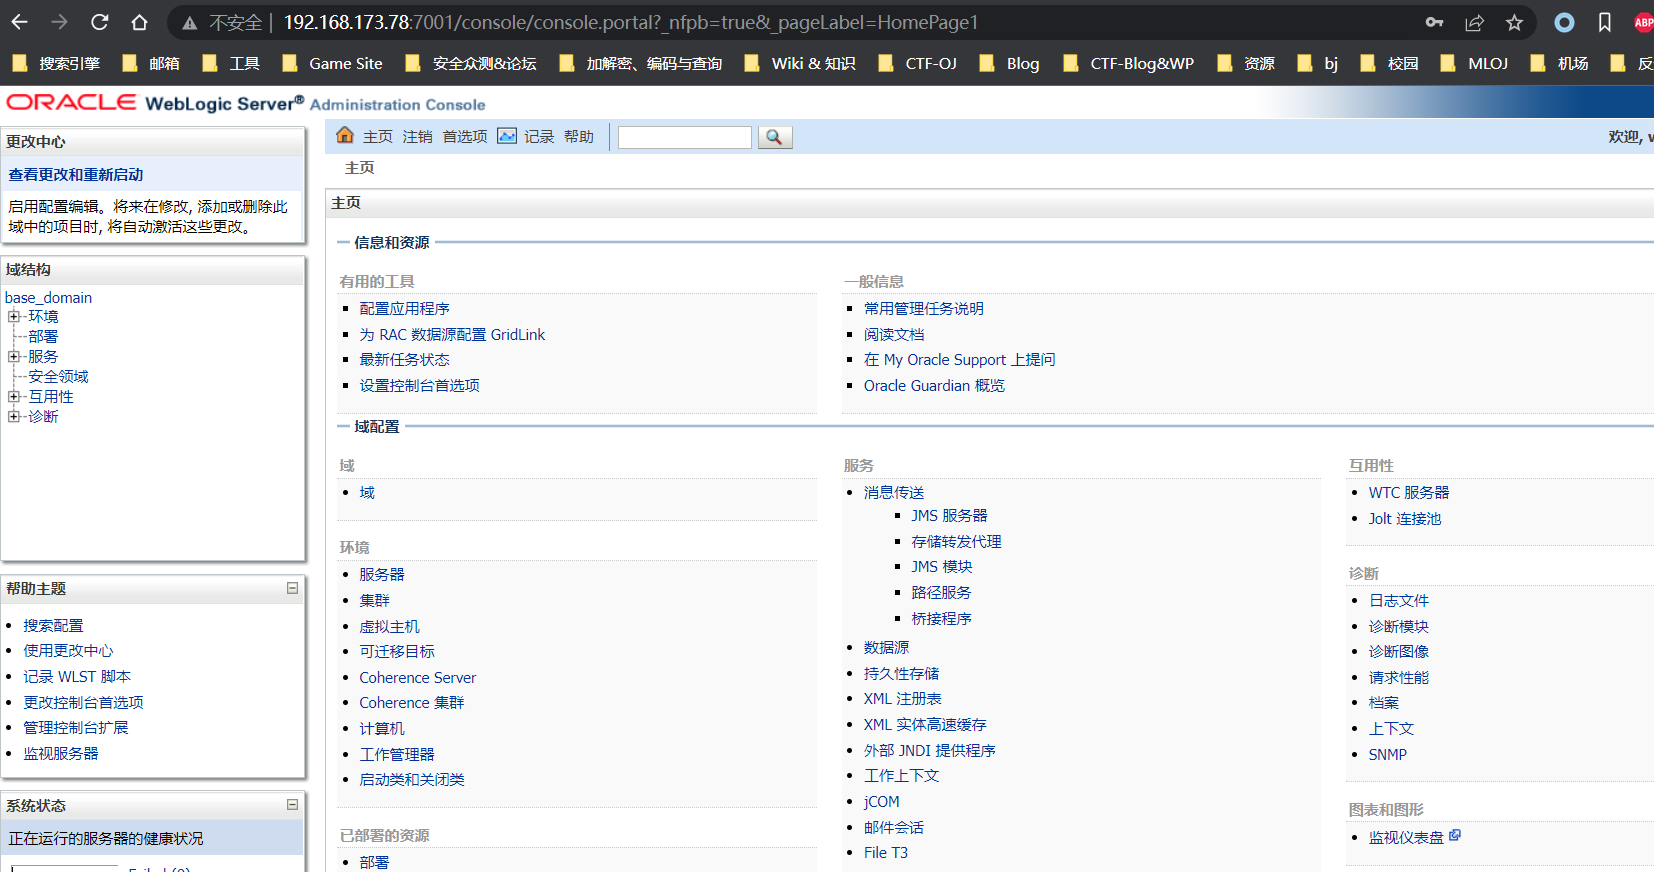 不安全 | 192.168.173.78:7001/console/console.portal?_nfpb=true&_pageLabel=HomePage1
ABP
搜索引擎 邮箱 工具 Game Site 安全众测&论坛 加解密、编码与查询 Wiki & 知识 CTF-OJ Blog CTF-Blog&WP 资源 bj 校园 MLOJ 机场
ORACLE WebLogic Server® Administration Console
更改中心
查看更改和重新启动
启用配置编辑。将来在修改, 添加或删除此
域中的项目时, 将自动激活这些更改。
域结构
base_domain
环境
部署
服务
安全领域
互用性
诊断
帮助主题
搜索配置
使用更改中心
记录 WLST 脚本
更改控制台首选项
管理控制台扩展
监视服务器
系统状态
正在运行的服务器的健康状况
主页 注销 首选项 记录 帮助
欢迎,
主页
主页
信息和资源
有用的工具
配置应用程序
为 RAC 数据源配置 GridLink
最新任务状态
设置控制台首选项
一般信息
常用管理任务说明
阅读文档
在 My Oracle Support 上提问
Oracle Guardian 概览
域配置
域
域
环境
服务器
集群
虚拟主机
可迁移目标
Coherence Server
Coherence 集群
计算机
工作管理器
启动类和关闭类
已部署的资源
部署
服务
消息传送
JMS 服务器
存储转发代理
JMS 模块
路径服务
桥接程序
数据源
持久性存储
XML 注册表
XML 实体高速缓存
外部 JNDI 提供程序
工作上下文
jCOM
邮件会话
File T3
互用性
WTC 服务器
Jolt 连接池
诊断
日志文件
诊断模块
诊断图像
请求性能
档案
上下文
SNMP
图表和图形
监视仪表盘